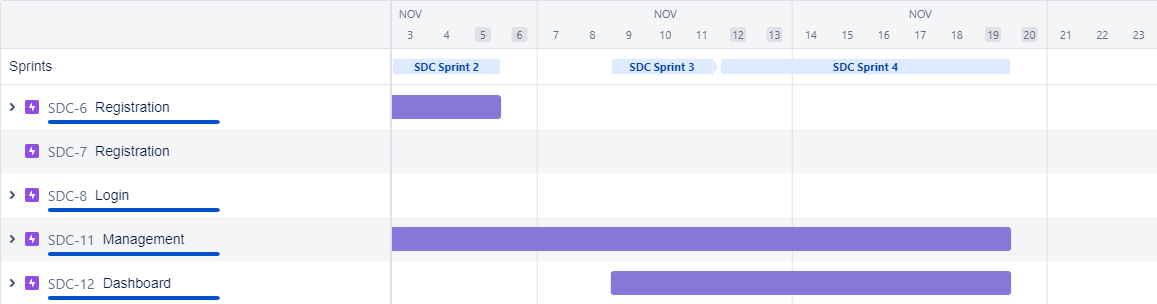 NOV NOV NOV
3 4 5 6 7 8 9 10 11 12 13 14 15 16 17 18 19 20 21 22 23
Sprints SDC Sprint 2 SDC Sprint 3 SDC Sprint 4
SDC-6 Registration
SDC-7 Registration
SDC-8 Login
SDC-11 Management
SDC-12 Dashboard